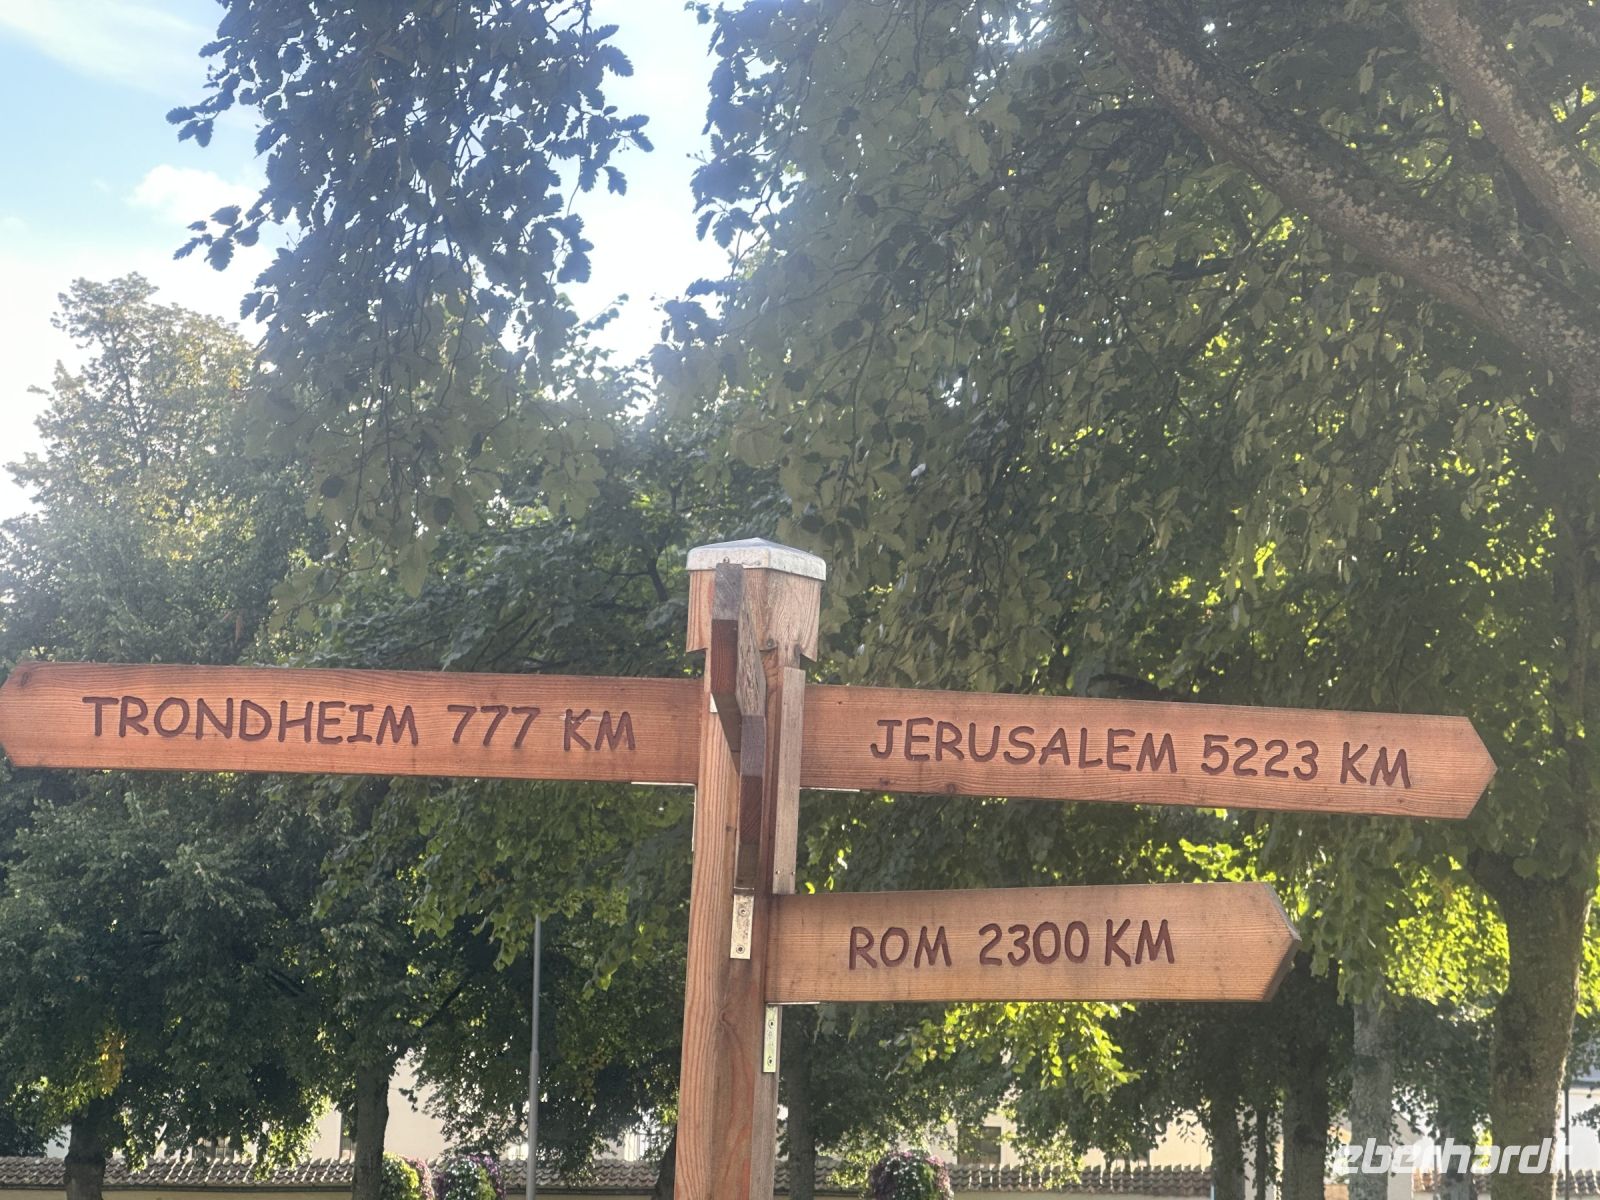 TRONDHEIM 777 KM
JERUSALEM 5223 KM
ROM 2300 KM
eberhardt